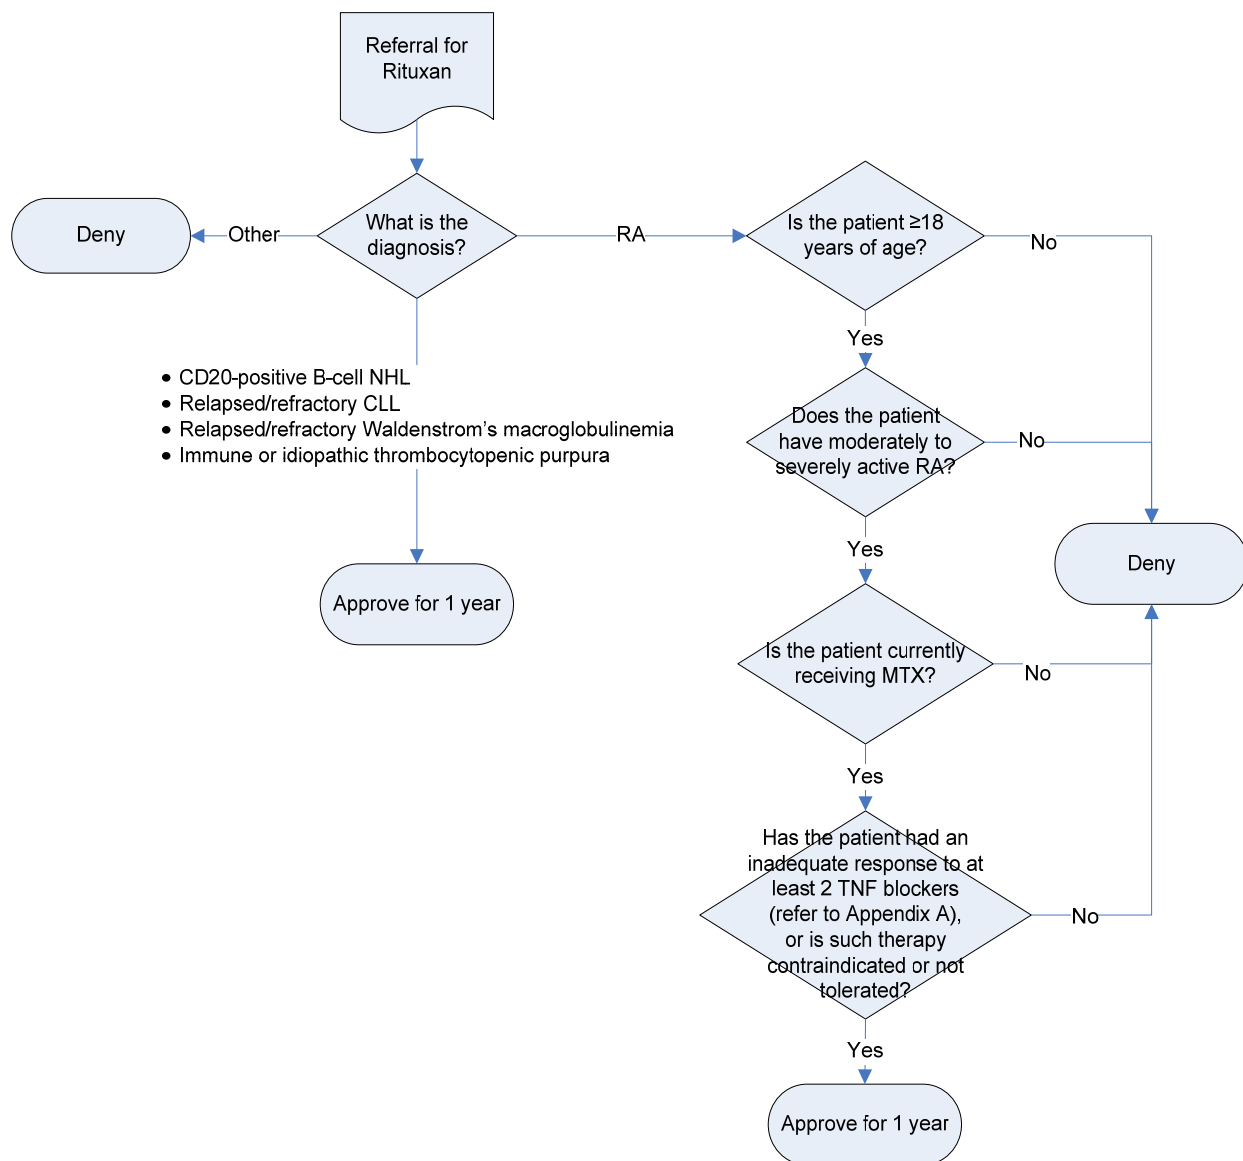 Referral for
Rituxan
What is the
diagnosis?
Other
Deny
RA
Is the patient ≥18
years of age?
No
Yes
• CD20-positive B-cell NHL
• Relapsed/refractory CLL
• Relapsed/refractory Waldenstrom's macroglobulinemia
• Immune or idiopathic thrombocytopenic purpura
Approve for 1 year
Does the patient
have moderately to
severely active RA?
No
Yes
Deny
Is the patient currently
receiving MTX?
No
Yes
Has the patient had an
inadequate response to at
least 2 TNF blockers
(refer to Appendix A),
or is such therapy
contraindicated or not
tolerated?
No
Yes
Approve for 1 year